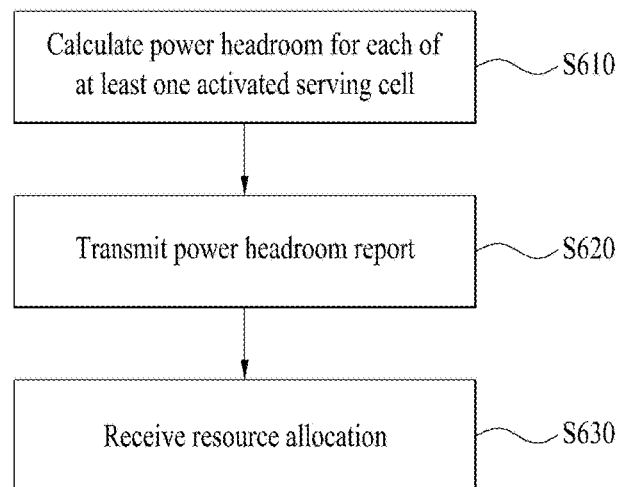 Calculate power headroom for each of
at least one activated serving cell
S610
Transmit power headroom report
S620
Receive resource allocation
S630